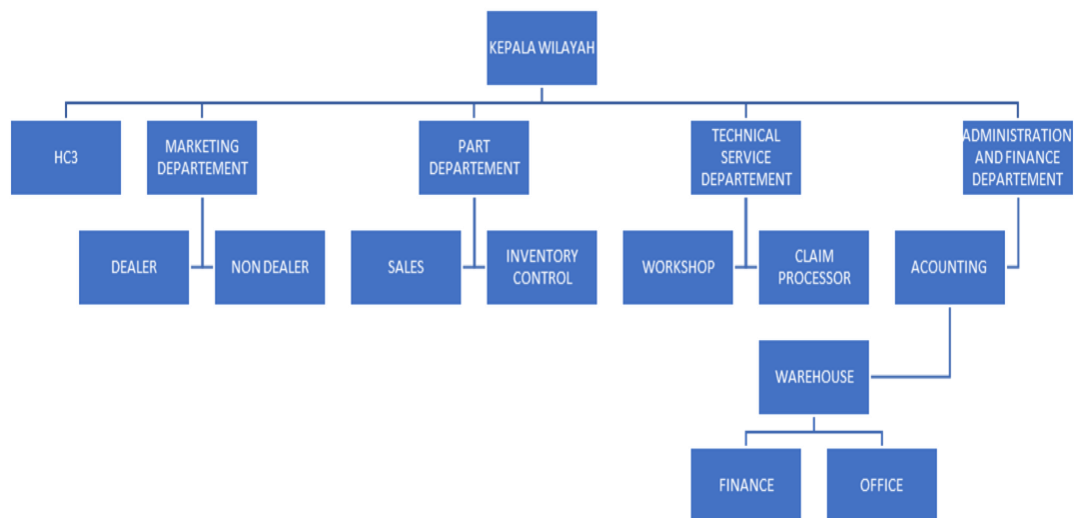 KEPALA WILAYAH
HC3
MARKETING
DEPARTEMENT
PART
DEPARTEMENT
TECHNICAL
SERVICE
DEPARTEMENT
ADMINISTRATION
AND FINANCE
DEPARTEMENT
DEALER
NON DEALER
SALES
INVENTORY
CONTROL
WORKSHOP
CLAIM
PROCESSOR
ACOUNTING
WAREHOUSE
FINANCE
OFFICE